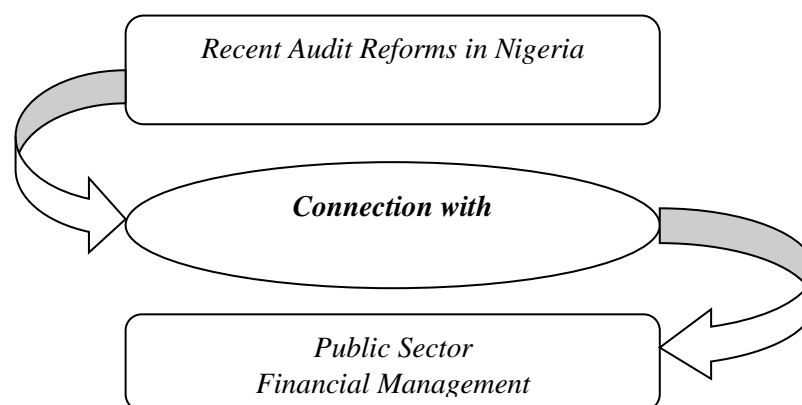 Recent Audit Reforms in Nigeria
Connection with
Public Sector
Financial Management